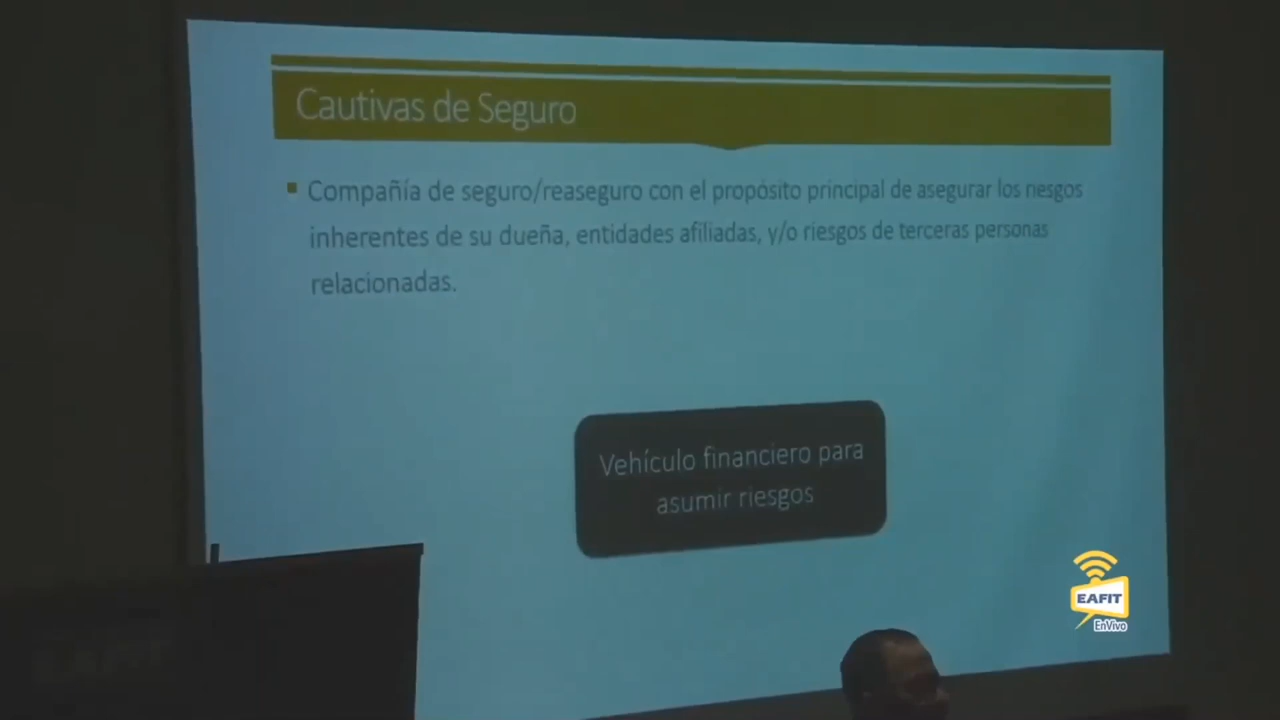 Cautivas de Seguro
Compañía de seguro/reaseguro con el propósito principal de asegurar los riesgos
inherentes de su dueña, entidades afiliadas, y/o riesgos de terceras personas
relacionadas.
Vehículo financiero para
asumir riesgos
EAFIT
EnVivo